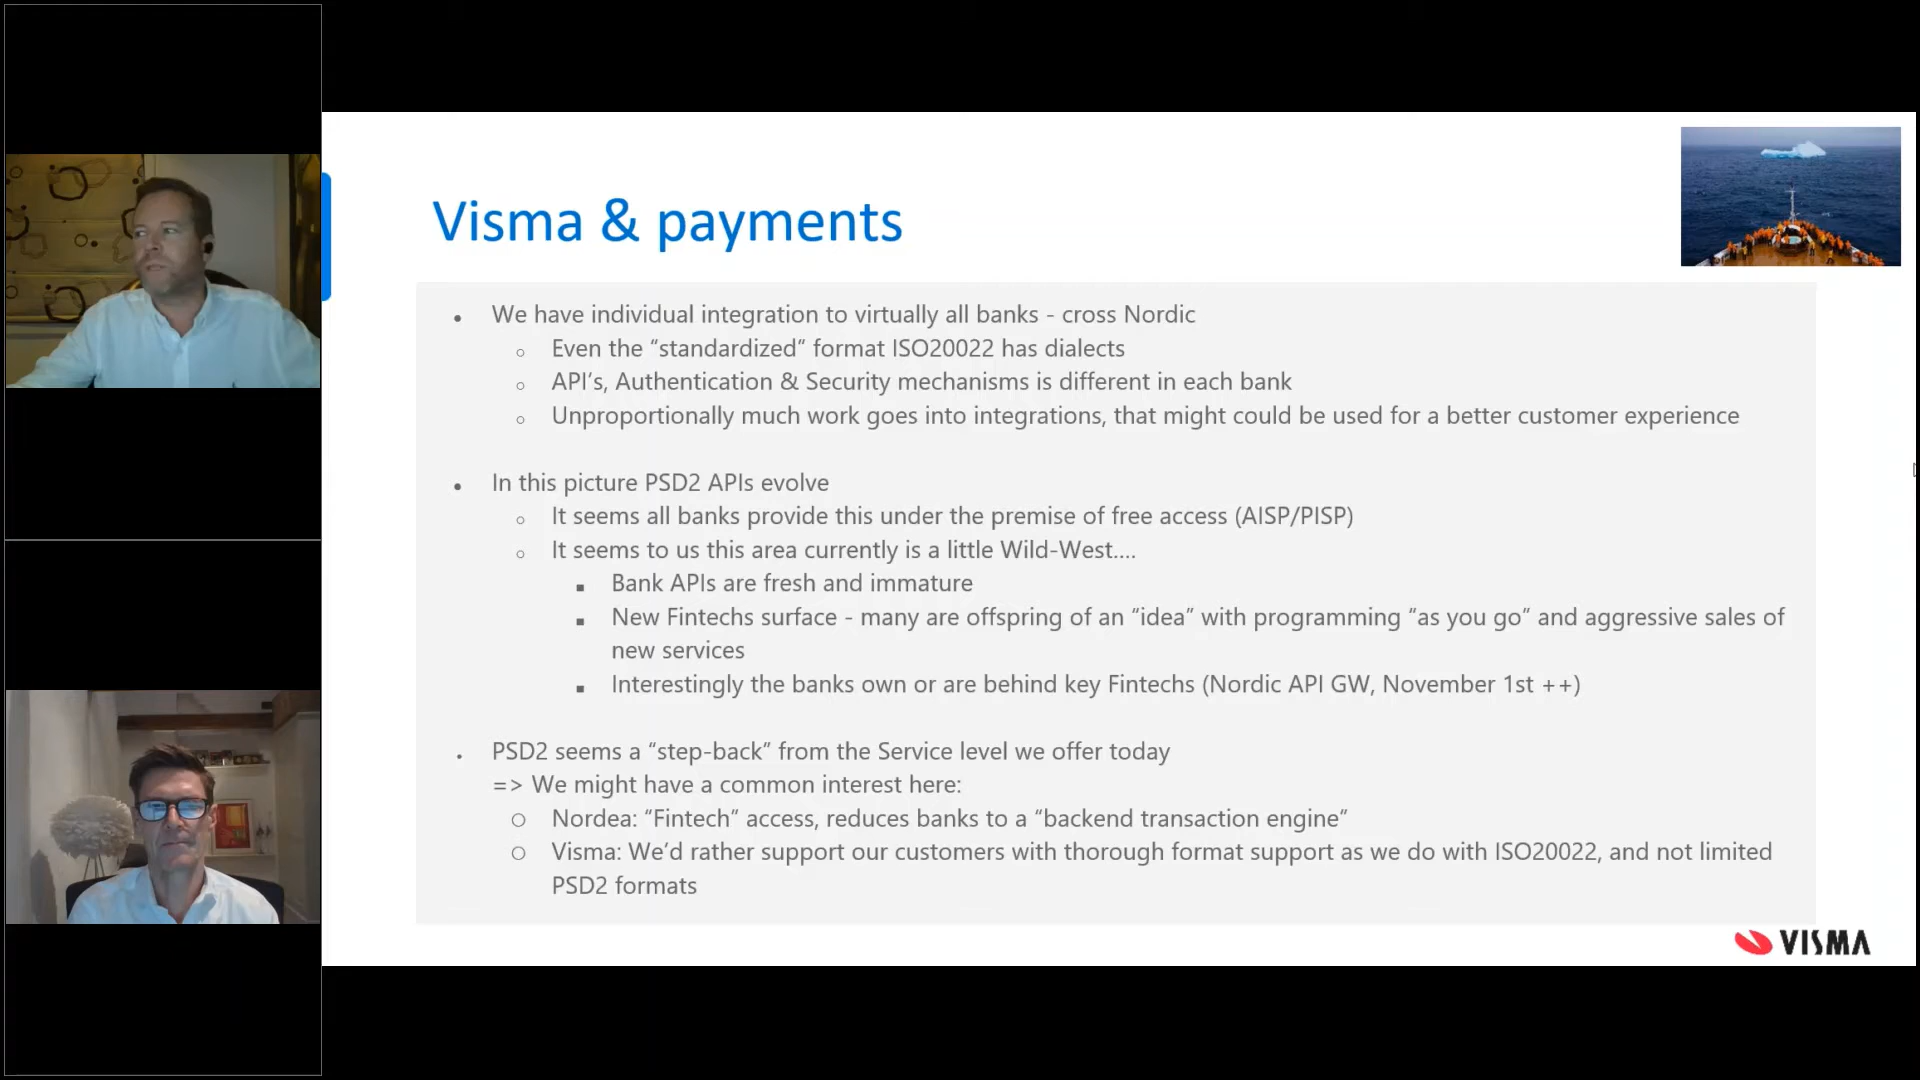 Visma & payments
We have individual integration to virtually all banks - cross Nordic
Even the “standardized“ format ISO20022 has dialects
API’s, Authentication & Security mechanisms is different in each bank
Unproportionally much work goes into integrations, that might could be used for a better customer experience
In this picture PSD2 APIs evolve
It seems all banks provide this under the premise of free access (AISP/PISP)
It seems to us this area currently is a little Wild-West....
Bank APIs are fresh and immature
New Fintechs surface - many are offspring of an “idea” with programming “as you go” and aggressive sales of
new services
Interestingly the banks own or are behind key Fintechs (Nordic API GW, November 1st ++)
PSD2 seems a “step-back” from the Service level we offer today
=> We might have a common interest here:
Nordea: “Fintech” access, reduces banks to a “backend transaction engine”
Visma: We’d rather support our customers with thorough format support as we do with ISO20022, and not limited
PSD2 formats
VISMA